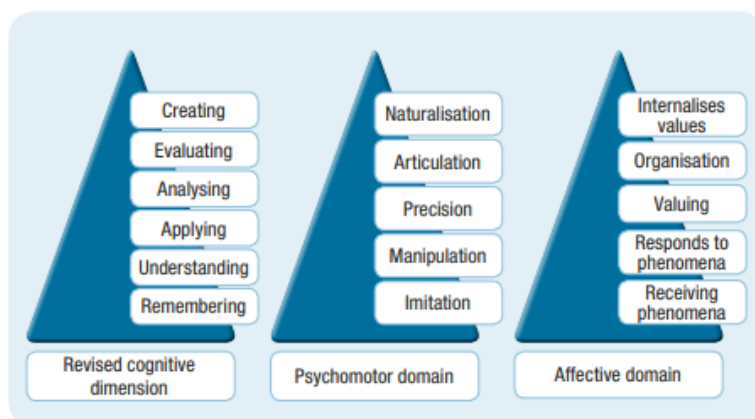 Creating
Evaluating
Analysing
Applying
Understanding
Remembering
Revised cognitive
dimension
Naturalisation
Articulation
Precision
Manipulation
Imitation
Psychomotor domain
Internalises
values
Organisation
Valuing
Responds to
phenomena
Receiving
phenomena
Affective domain